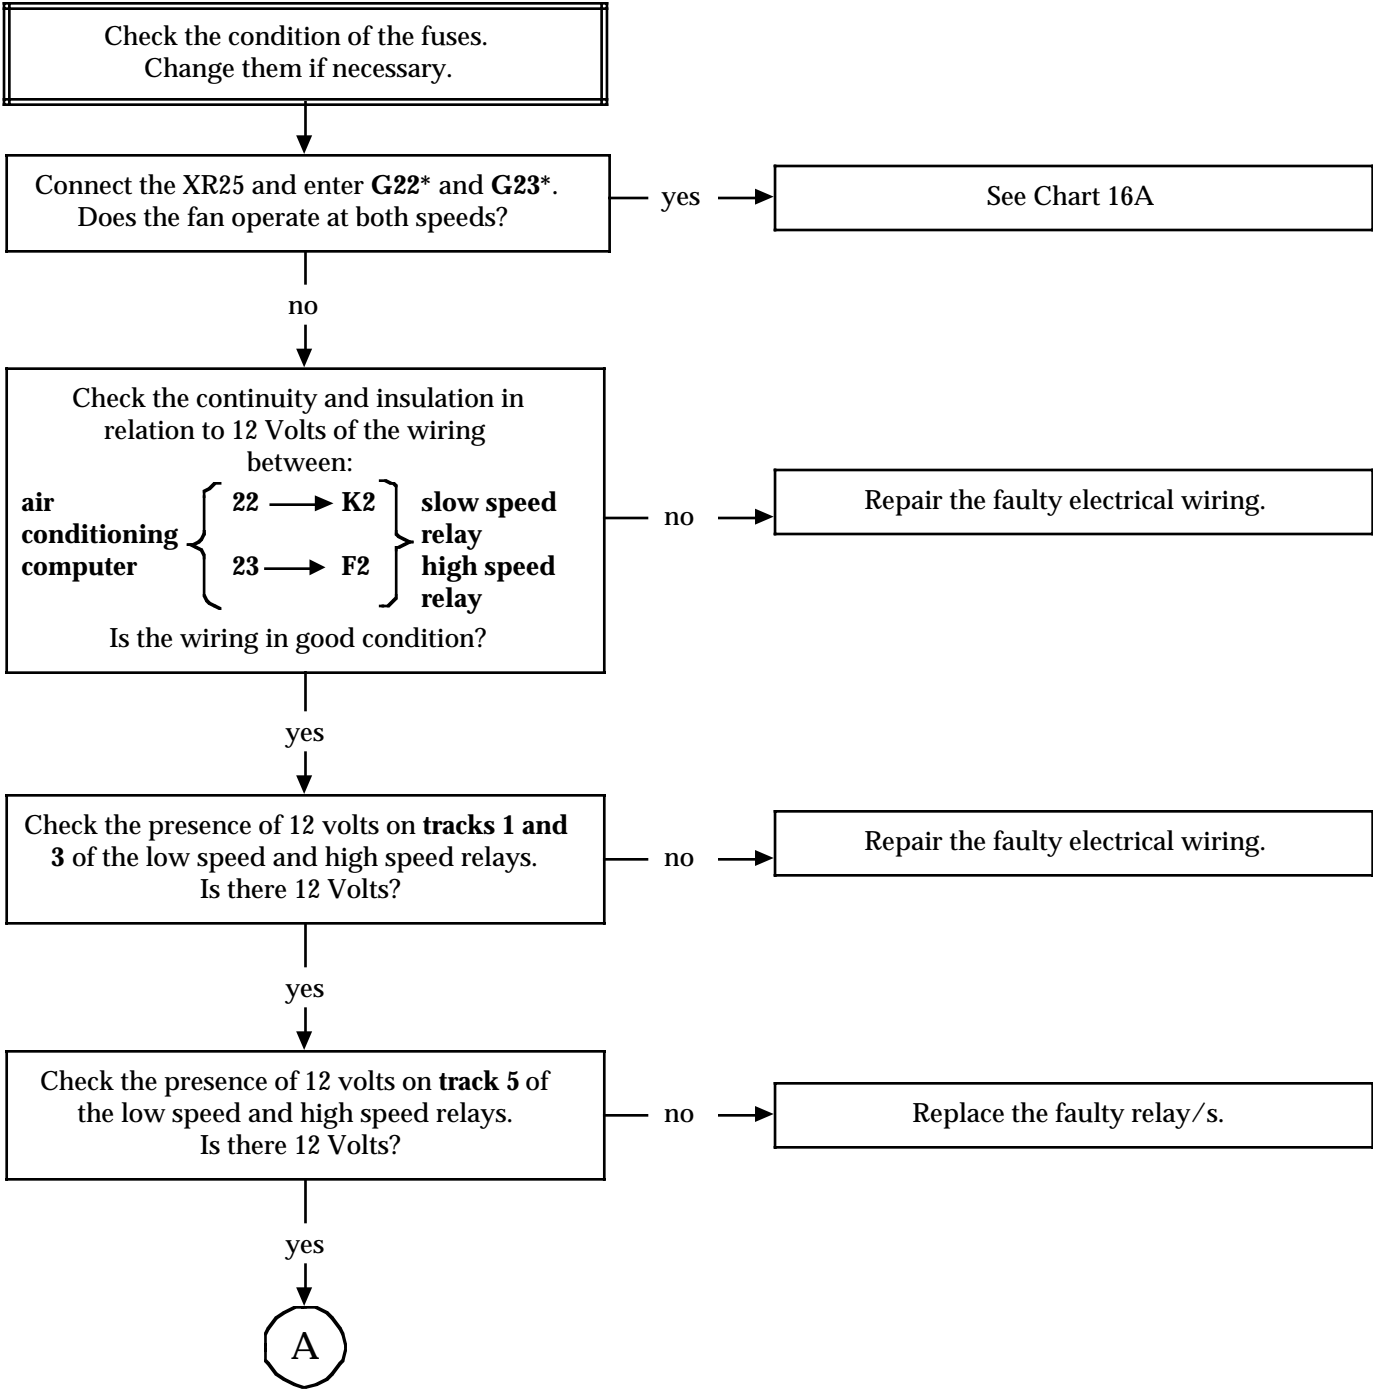 Check the condition of the fuses.
Change them if necessary.
Connect the XR25 and enter G22* and G23*.
Does the fan operate at both speeds?
yes
See Chart 16A
no
Check the continuity and insulation in
relation to 12 Volts of the wiring
between:
air 22 K2 slow speed
conditioning relay
computer 23 F2 high speed
relay
Is the wiring in good condition?
no
Repair the faulty electrical wiring.
yes
Check the presence of 12 volts on tracks 1 and
3 of the low speed and high speed relays.
Is there 12 Volts?
no
Repair the faulty electrical wiring.
yes
Check the presence of 12 volts on track 5 of
the low speed and high speed relays.
Is there 12 Volts?
no
Replace the faulty relay/s.
yes
A